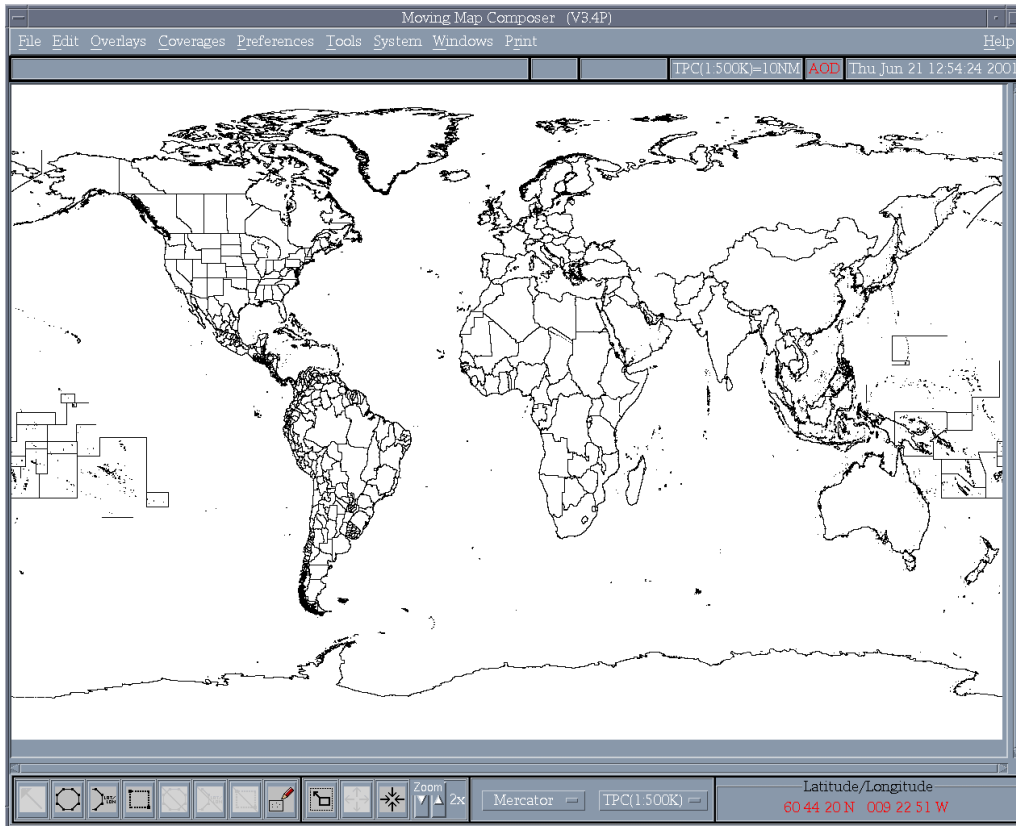 Moving Map Composer (V3.4P)
File Edit Overlays Coverages Preferences Tools System Windows Print Help
TPC(1:500K)=10NM AOD Thu Jun 21 12:54:24 2001
Zoom
2x
Mercator
TPC(1:500K)
Latitude/Longitude
60 44 20 N 009 22 51 W